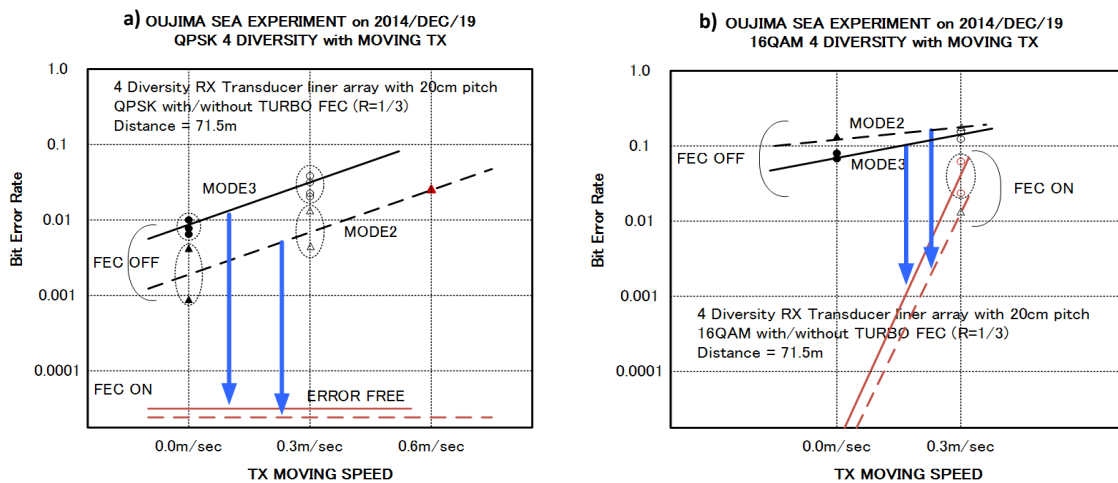 a) OUJIMA SEA EXPERIMENT on 2014/DEC/19
QPSK 4 DIVERSITY with MOVING TX
1.0
0.1
0.01
0.001
0.0001
Bit Error Rate
4 Diversity RX Transducer liner array with 20cm pitch
QPSK with/without TURBO FEC (R=1/3)
Distance = 71.5m
MODE3
MODE2
FEC OFF
FEC ON
ERROR FREE
0.0m/sec
0.3m/sec
0.6m/sec
TX MOVING SPEED
b) OUJIMA SEA EXPERIMENT on 2014/DEC/19
16QAM 4 DIVERSITY with MOVING TX
1.0
0.1
0.01
0.001
0.0001
Bit Error Rate
MODE2
FEC OFF
MODE3
FEC ON
4 Diversity RX Transducer liner array with 20cm pitch
16QAM with/without TURBO FEC (R=1/3)
Distance = 71.5m
0.0m/sec
0.3m/sec
TX MOVING SPEED